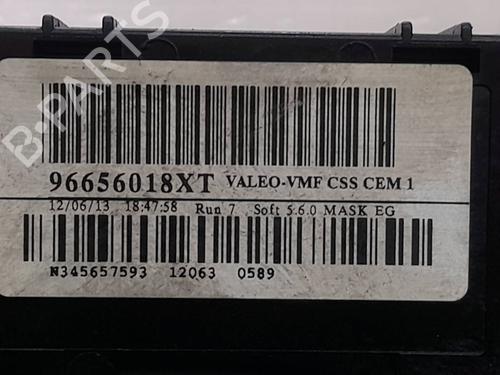 B-PARTS
96656018XT VALEO-VMF CSS CEM 1
12/06/13 18:47:58 Run 7 Soft 5.6.0 MASK EG
N345657593 12063 0589